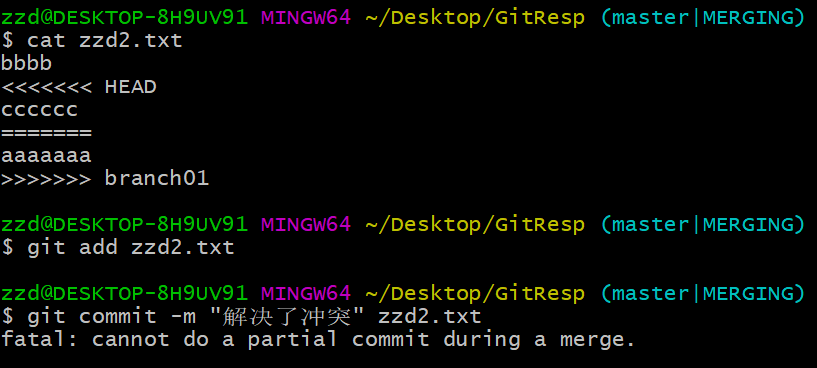 zzd@DESKTOP-8H9UV91 MINGW64 ~/Desktop/GitResp (master|MERGING)
$ cat zzd2.txt
bbbb
<<<<<<< HEAD
cccccc
=======
aaaaaaa
>>>>>>> branch01
zzd@DESKTOP-8H9UV91 MINGW64 ~/Desktop/GitResp (master|MERGING)
$ git add zzd2.txt
zzd@DESKTOP-8H9UV91 MINGW64 ~/Desktop/GitResp (master|MERGING)
$ git commit -m "解决了冲突" zzd2.txt
fatal: cannot do a partial commit during a merge.